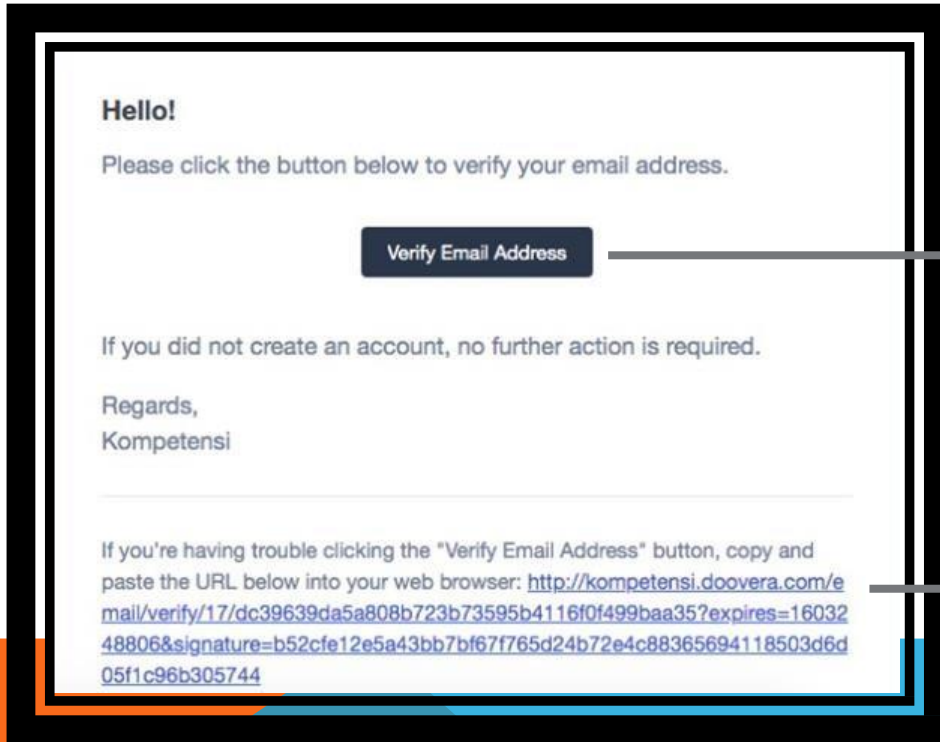 Hello!
Please click the button below to verify your email address.
Verify Email Address
If you did not create an account, no further action is required.
Regards,
Kompetensi
If you're having trouble clicking the "Verify Email Address" button, copy and
paste the URL below into your web browser: http://kompetensi.doovera.com/e
mail/verify/17/dc39639da5a808b723b73595b4116f0f499baa35?expires=16032
48806&signature=b52cfe12e5a43bb7bf67f765d24b72e4c88365694118503d6d
05f1c96b305744